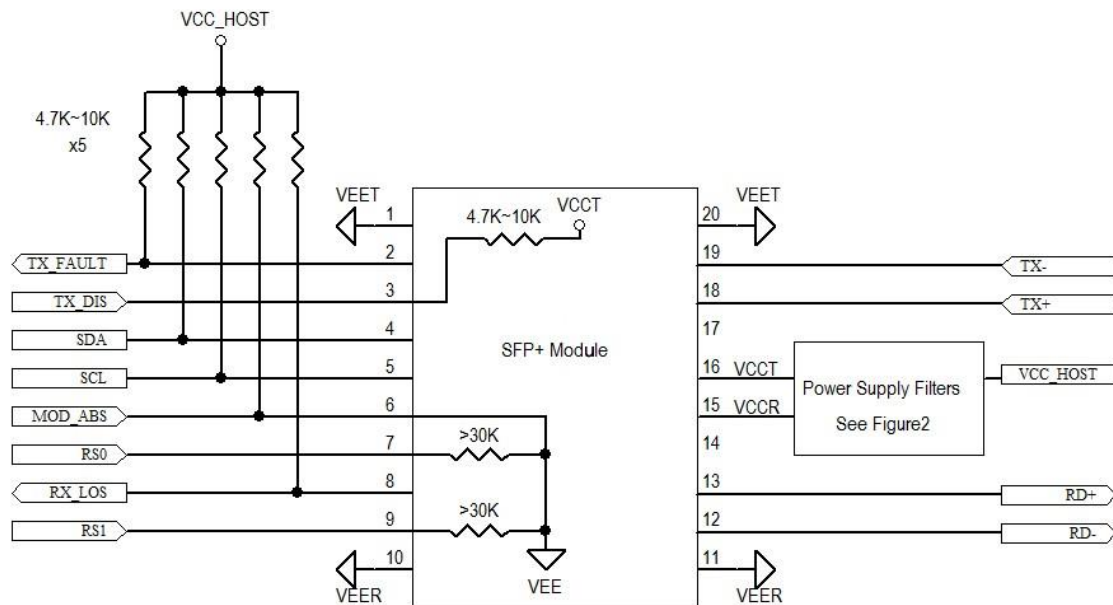 VCC_HOST
4.7K~10K
x5
VEET
1
4.7K~10K
VCCT
20
VEET
TX_FAULT
2
19
TX-
TX_DIS
3
18
TX+
SDA
4
17
SFP+ Module
SCL
5
16
VCCT
Power Supply Filters
See Figure2
VCC_HOST
MOD_ABS
6
15
VCCR
RS0
7
>30K
14
RX_LOS
8
13
RD+
RS1
9
>30K
12
RD-
10
VEER
VEE
11
VEER